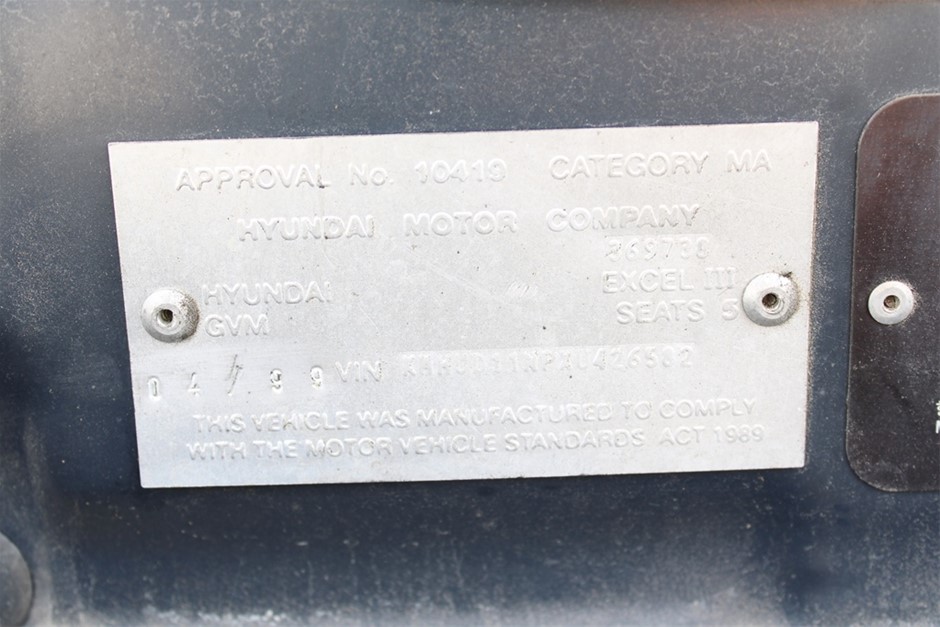 APPROVAL No. 10419 CATEGORY MA
HYUNDAI MOTOR COMPANY
HYUNDAI EXCEL III
GVM SEATS 5
04/99 VIN
THIS VEHICLE WAS MANUFACTURED TO COMPLY
WITH THE MOTOR VEHICLE STANDARDS ACT 1989